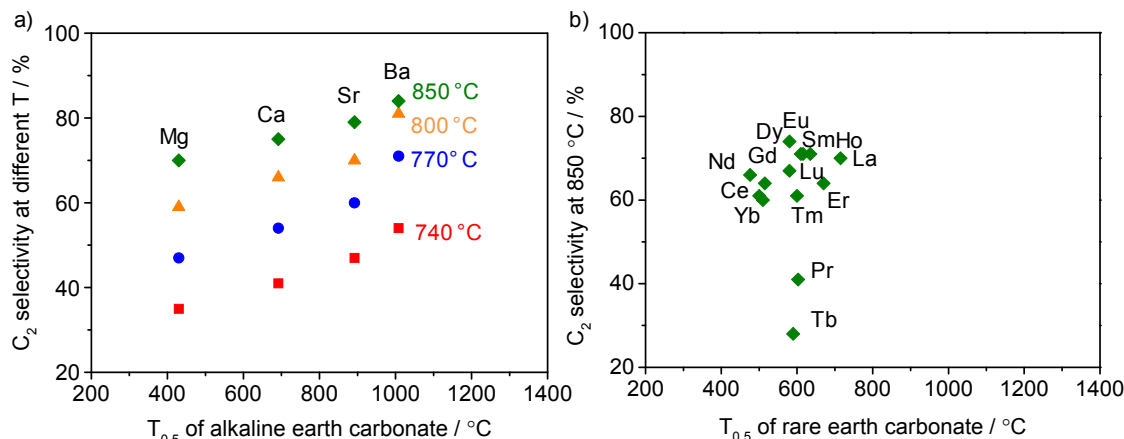 a)
C₂ selectivity at different T / %
100
80
60
40
20
Mg
Ca
Sr
Ba
850 °C
800 °C
770° C
740 °C
200 400 600 800 1000 1200 1400
T₀.₅ of alkaline earth carbonate / °C
b)
C₂ selectivity at 850 °C / %
100
80
60
40
20
Eu
Dy
SmHo
Nd
Gd
La
Lu
Ce
Er
Yb
Tm
Pr
Tb
200 400 600 800 1000 1200 1400
T₀.₅ of rare earth carbonate / °C